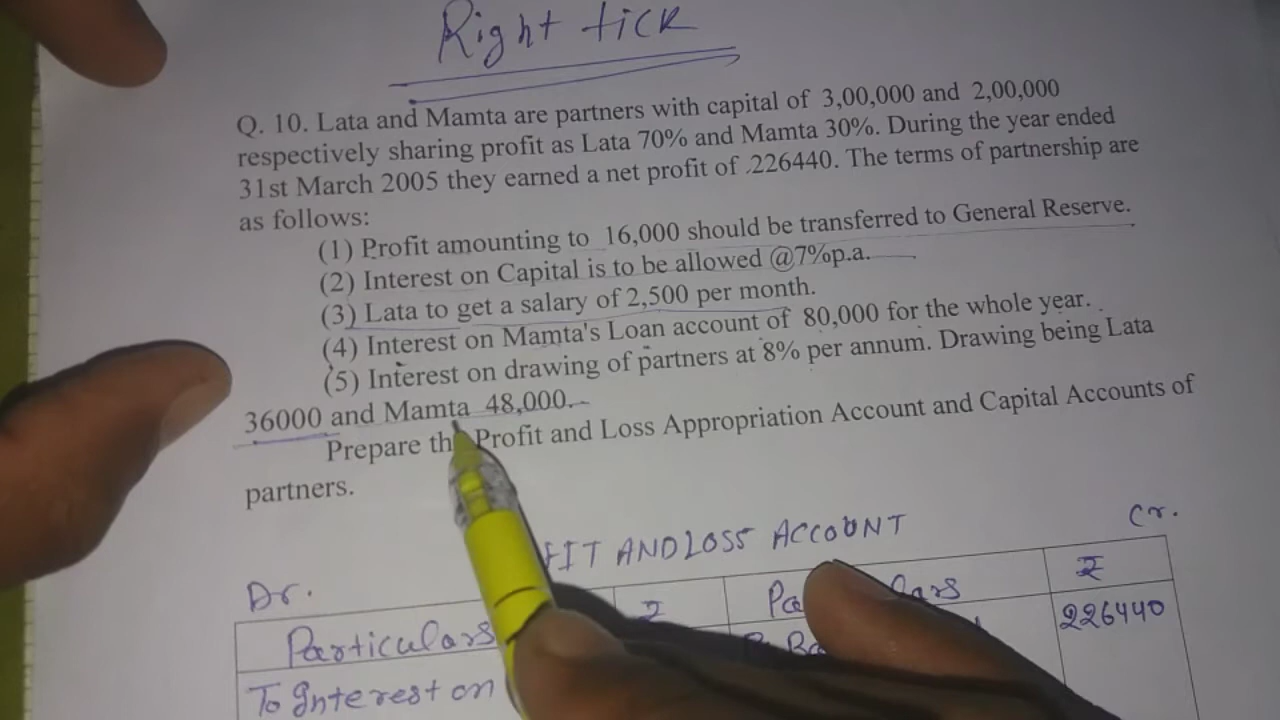 Right tick
Q. 10. Lata and Mamta are partners with capital of 3,00,000 and 2,00,000
respectively sharing profit as Lata 70% and Mamta 30%. During the year ended
31st March 2005 they earned a net profit of 226440. The terms of partnership are
as follows:
(1) Profit amounting to 16,000 should be transferred to General Reserve.
(2) Interest on Capital is to be allowed @7%p.a.
(3) Lata to get a salary of 2,500 per month.
(4) Interest on Mamta's Loan account of 80,000 for the whole year.
(5) Interest on drawing of partners at 8% per annum. Drawing being Lata
36000 and Mamta 48,000.
Prepare Profit and Loss Appropriation Account and Capital Accounts of
partners.
AND LOSS ACCOUNT
Dr. Cr.
Particulars ₹ ₹
226440
To Interest on